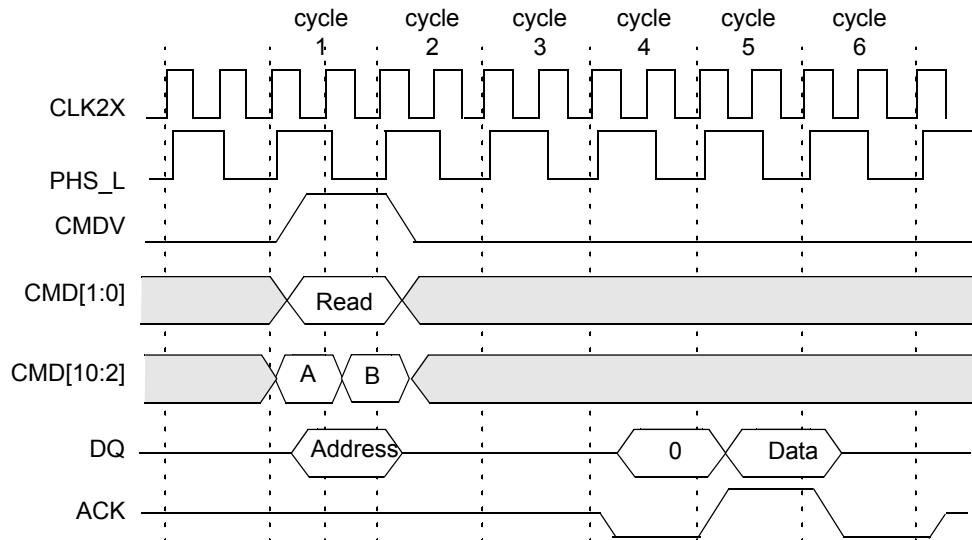 cycle cycle cycle cycle cycle cycle
1 2 3 4 5 6
CLK2X
PHS_L
CMDV
CMD[1:0] Read
CMD[10:2] A B
DQ Address 0 Data
ACK